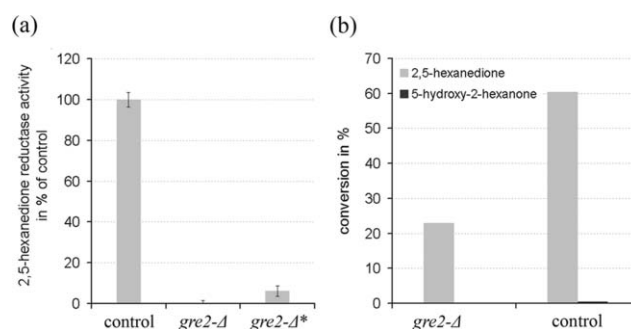 (a)
2,5-hexanedione reductase activity
in % of control
120
100
80
60
40
20
0
control gre2-Δ gre2-Δ*
(b)
conversion in %
70
60
50
40
30
20
10
0
2,5-hexanedione
5-hydroxy-2-hexanone
gre2-Δ control